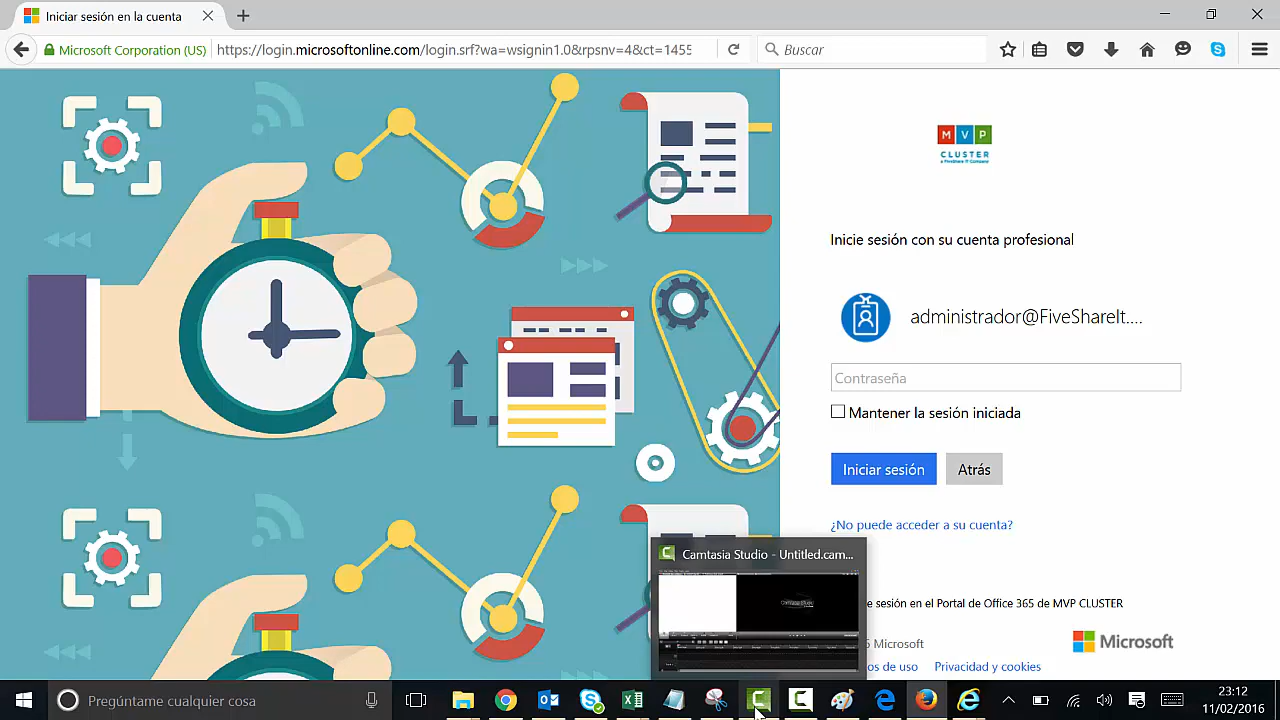 Iniciar sesión en la cuenta
Microsoft Corporation (US)
https://login.microsoftonline.com/login.srf?wa=wsignin1.0&rpsnv=4&ct=1455
Buscar
M V P
CLUSTER
Inicie sesión con su cuenta profesional
administrador@FiveShareIt....
Contraseña
Mantener la sesión iniciada
Iniciar sesión
Atrás
¿No puede acceder a su cuenta?
Camtasia Studio - Untitled.cam...
e sesión en el Portal de Office 365 de MVP CLUSTER
Microsoft
Microsoft
os de uso
Privacidad y cookies
Pregúntame cualquier cosa
23:12
11/02/2016